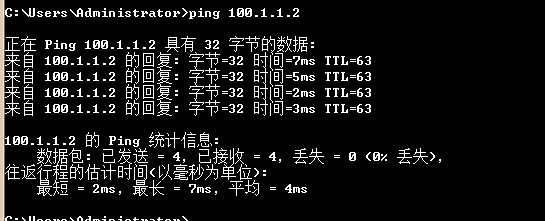 C:\Users\Administrator>ping 100.1.1.2
正在 Ping 100.1.1.2 具有 32 字节的数据:
来自 100.1.1.2 的回复: 字节=32 时间=7ms TTL=63
来自 100.1.1.2 的回复: 字节=32 时间=5ms TTL=63
来自 100.1.1.2 的回复: 字节=32 时间=2ms TTL=63
来自 100.1.1.2 的回复: 字节=32 时间=3ms TTL=63
100.1.1.2 的 Ping 统计信息:
数据包: 已发送 = 4, 已接收 = 4, 丢失 = 0 (0% 丢失),
往返行程的估计时间(以毫秒为单位):
最短 = 2ms, 最长 = 7ms, 平均 = 4ms
C:\Users\Administrator>